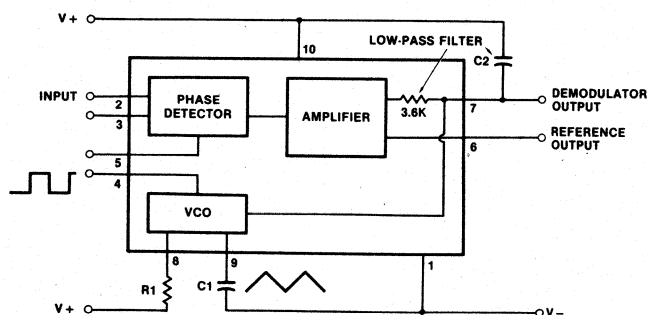 V+
10
LOW-PASS FILTER
C2
INPUT
2
3
PHASE
DETECTOR
AMPLIFIER
3.6K
7
DEMODULATOR
OUTPUT
6
REFERENCE
OUTPUT
5
4
VCO
8
9
1
R1
C1
V+
V-